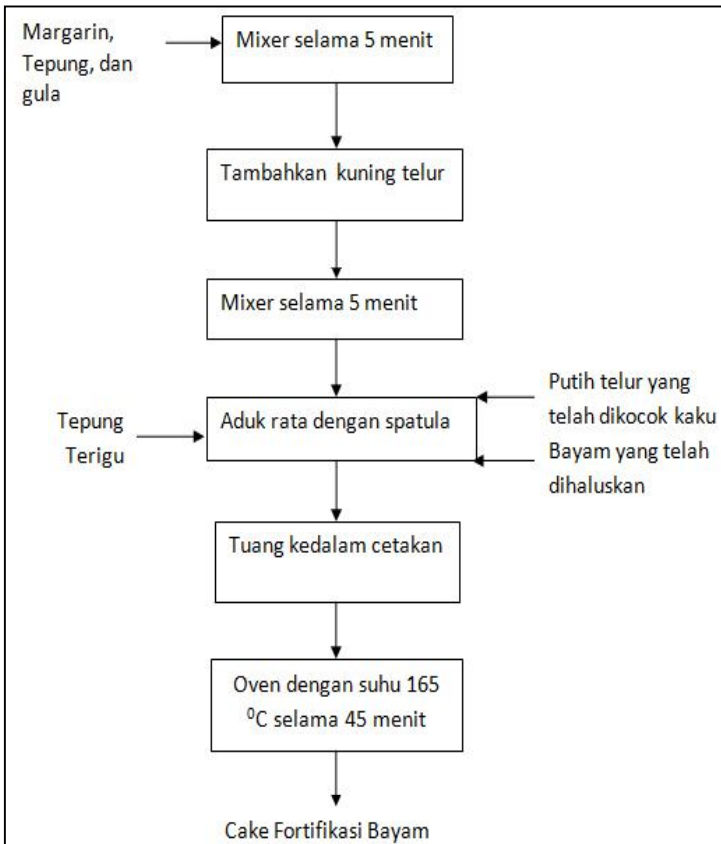 Margarin,
Tepung, dan
gula
Mixer selama 5 menit
Tambahkan kuning telur
Mixer selama 5 menit
Tepung
Terigu
Aduk rata dengan spatula
Putih telur yang
telah dikocok kaku
Bayam yang telah
dihaluskan
Tuang kedalam cetakan
Oven dengan suhu 165
⁰C selama 45 menit
Cake Fortifikasi Bayam